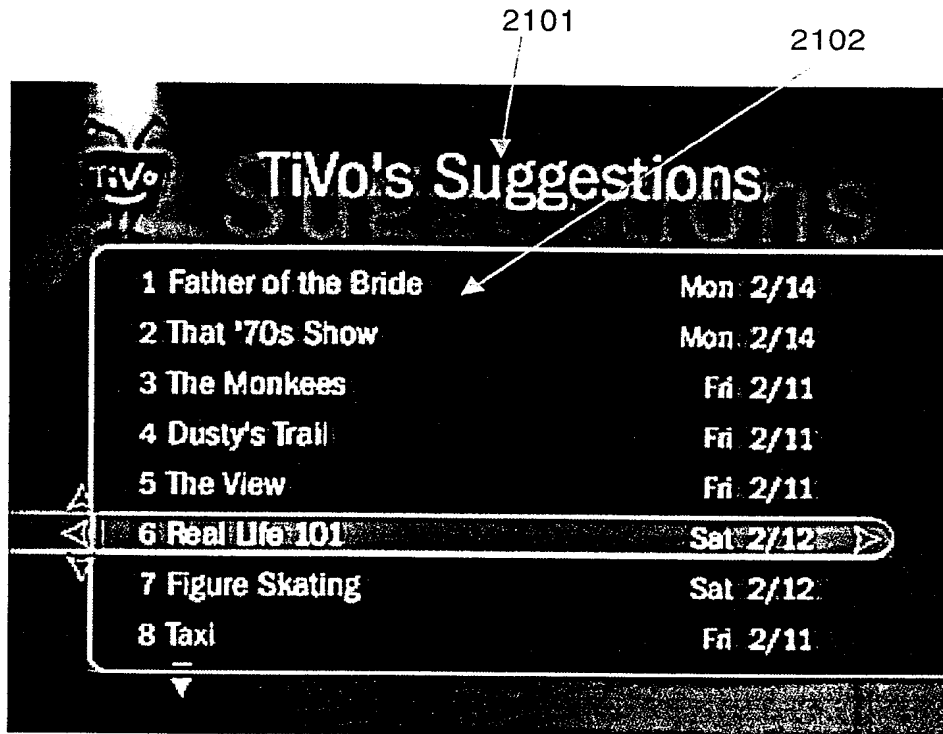 2101
2102
TiVo
TiVo's Suggestions
Suggestions
1 Father of the Bride Mon 2/14
2 That '70s Show Mon 2/14
3 The Monkees Fri 2/11
4 Dusty's Trail Fri 2/11
5 The View Fri 2/11
6 Real Life 101 Sat 2/12
7 Figure Skating Sat 2/12
8 Taxi Fri 2/11